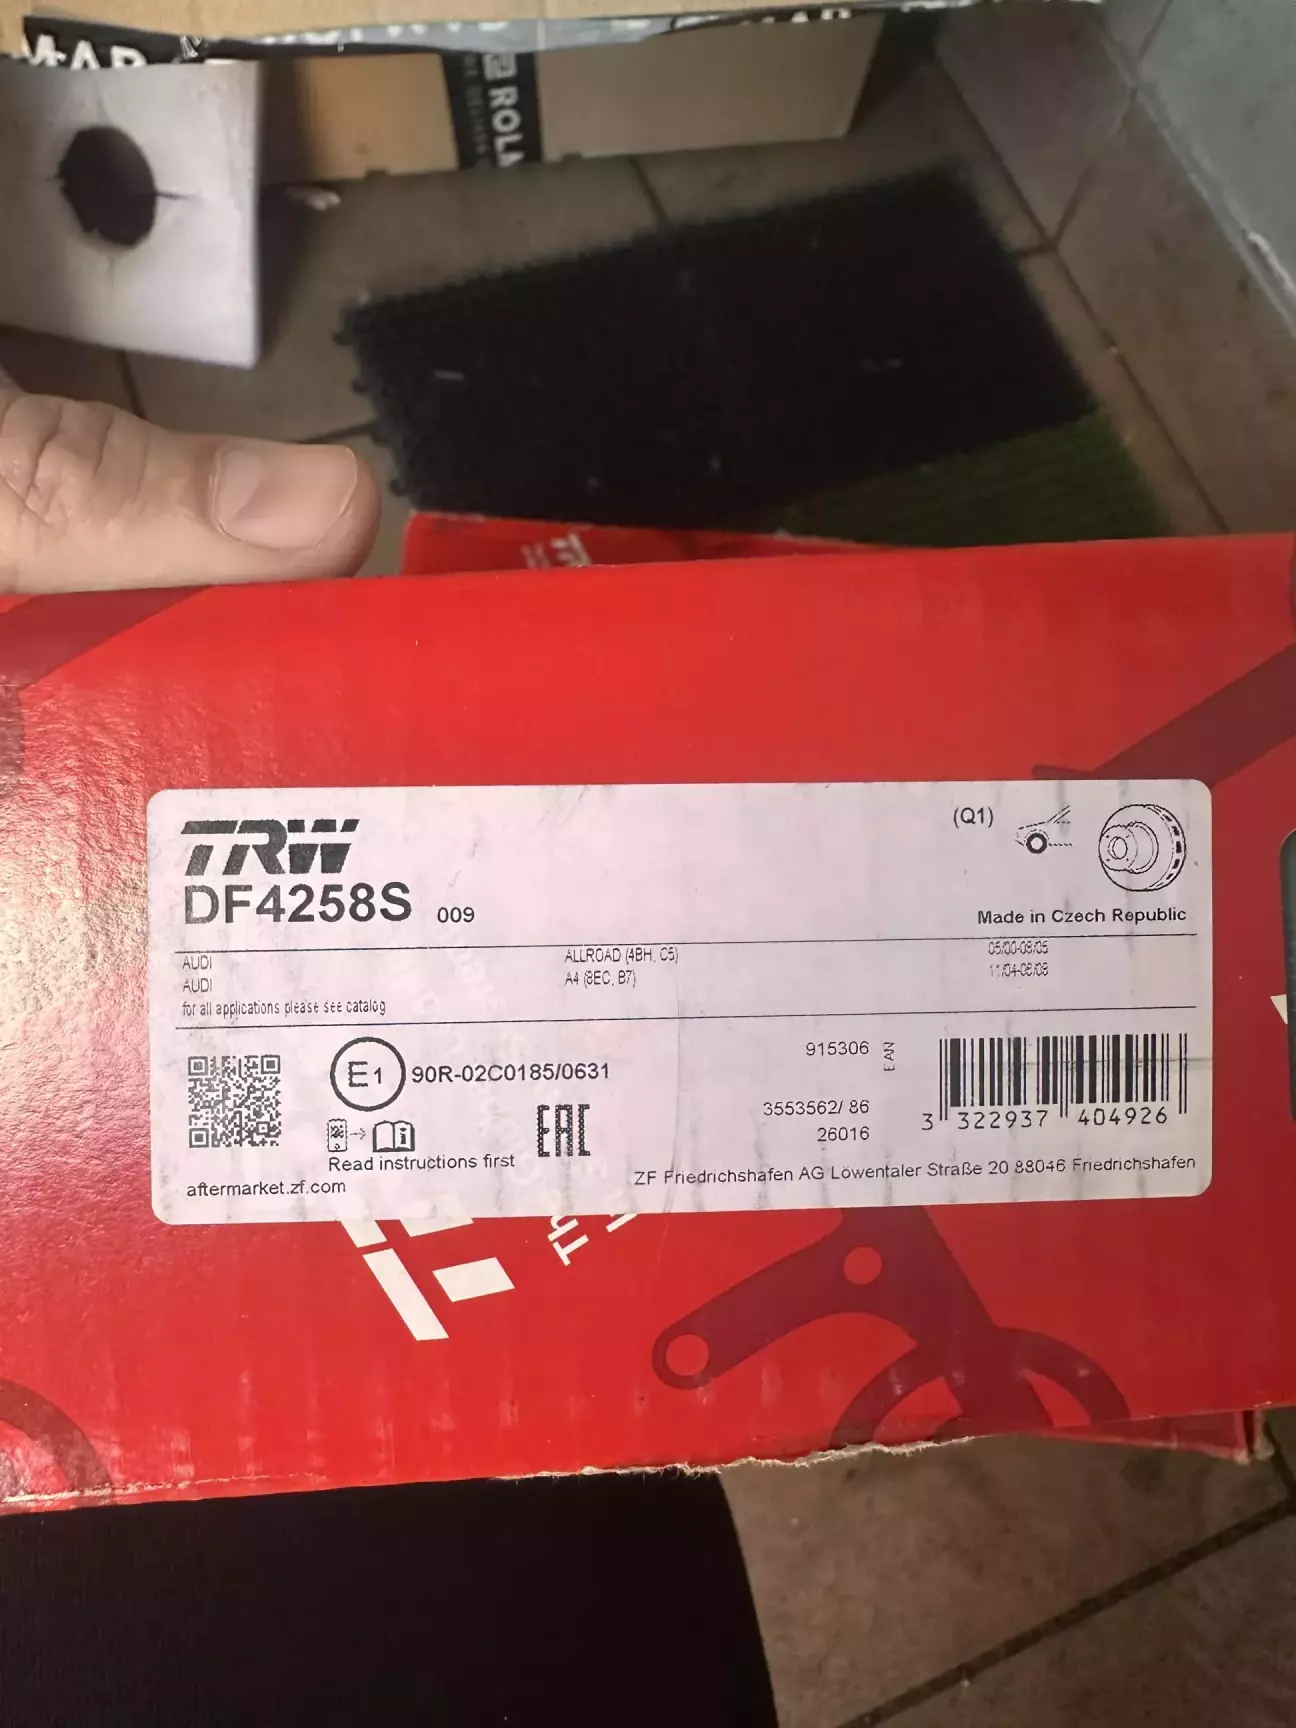 ROL
TRW
DF4258S 009
(Q1)
Made in Czech Republic
AUDI ALLROAD (4BH, C5) 05/00-08/05
AUDI A4 (8EC, B7) 11/04-06/08
for all applications please see catalog
E1 90R-02C0185/0631
Read instructions first
EAC
aftermarket.zf.com
915306
EAN
3553562/ 86
26016
3 322937 404926
ZF Friedrichshafen AG Löwentaler Straße 20 88046 Friedrichshafen